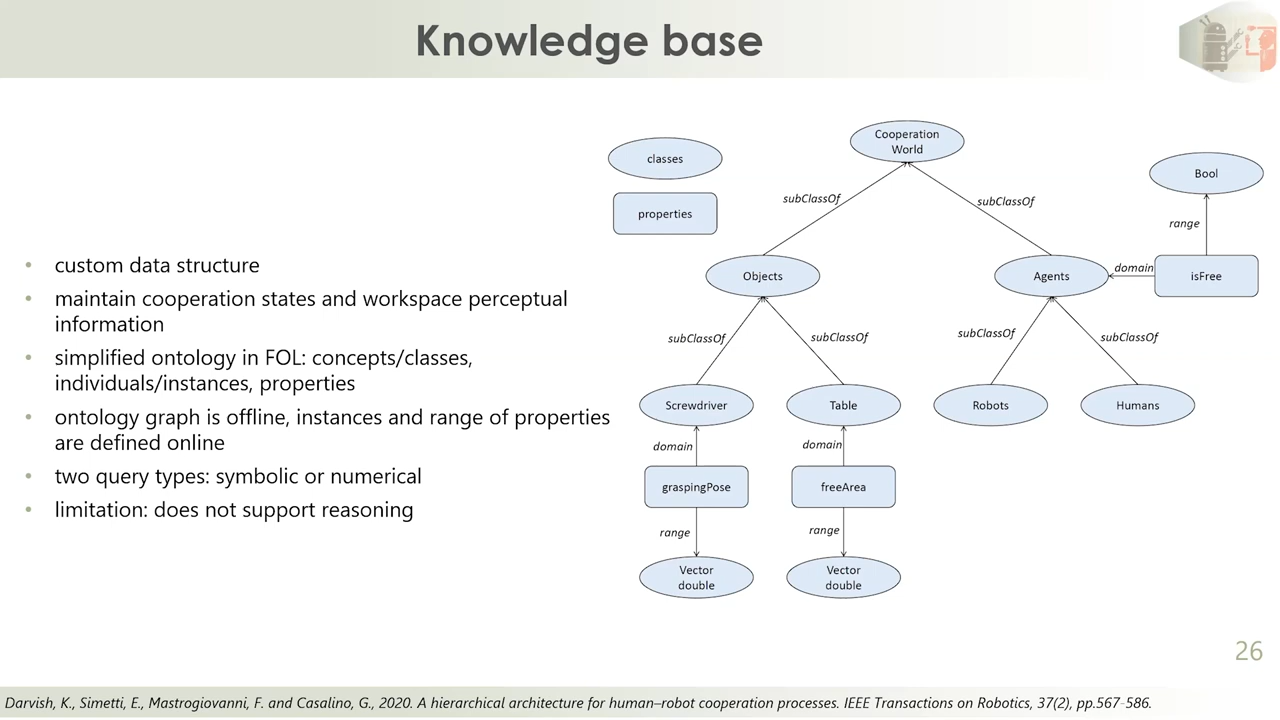 Knowledge base
• custom data structure
• maintain cooperation states and workspace perceptual
information
• simplified ontology in FOL: concepts/classes,
individuals/instances, properties
• ontology graph is offline, instances and range of properties
are defined online
• two query types: symbolic or numerical
• limitation: does not support reasoning
classes
properties
Cooperation
World
subClassOf
subClassOf
Bool
range
Objects
Agents
domain
isFree
subClassOf
subClassOf
subClassOf
subClassOf
Screwdriver
Table
Robots
Humans
domain
domain
graspingPose
freeArea
range
range
Vector
double
Vector
double
26
Darvish, K., Simetti, E., Mastrogiovanni, F. and Casalino, G., 2020. A hierarchical architecture for human–robot cooperation processes. IEEE Transactions on Robotics, 37(2), pp.567-586.